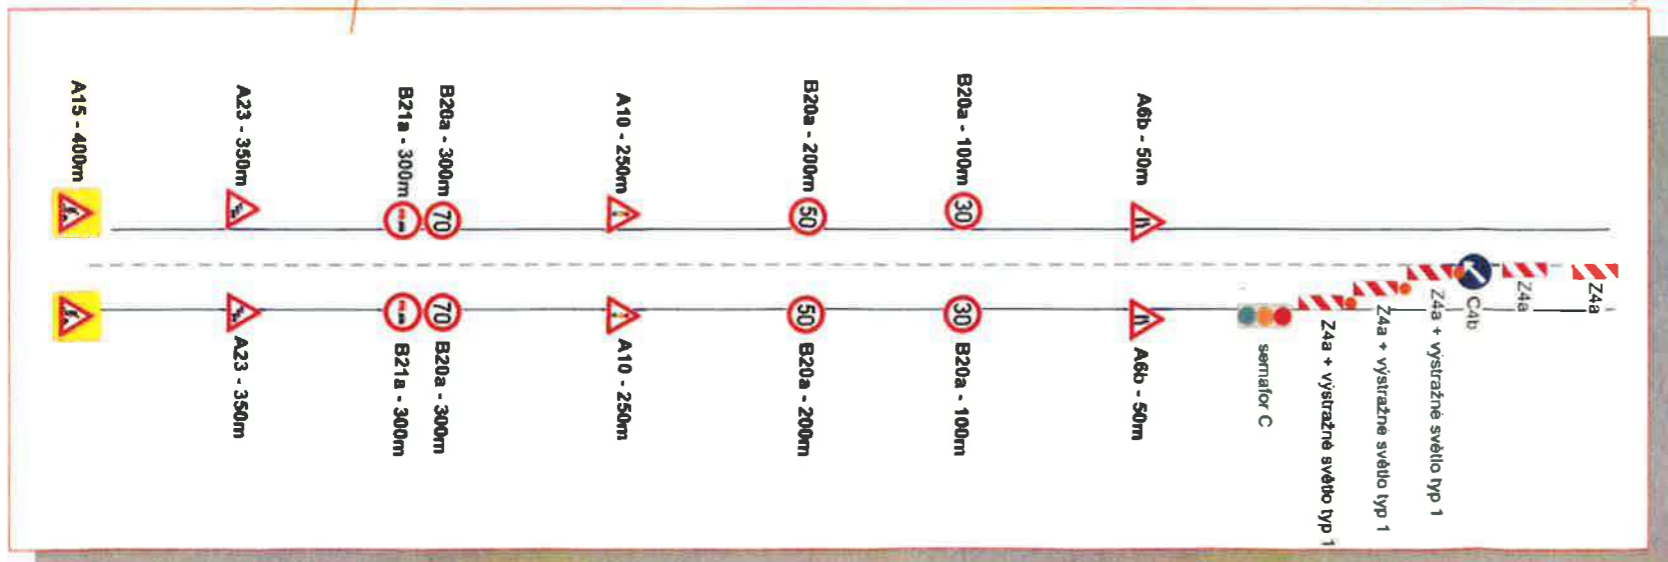 A15 - 400m
A23 - 350m
B21a - 300m
B20a - 300m
A10 - 250m
B20a - 200m
B20a - 100m
A6b - 50m
70
50
30
70
50
30
A23 - 350m
B21a - 300m
B20a - 300m
A10 - 250m
B20a - 200m
B20a - 100m
A6b - 50m
semafor C
Z4a + výstražné světlo typ 1
Z4a + výstražné světlo typ 1
Z4a + výstražné světlo typ 1
C4b
Z4a
Z4a